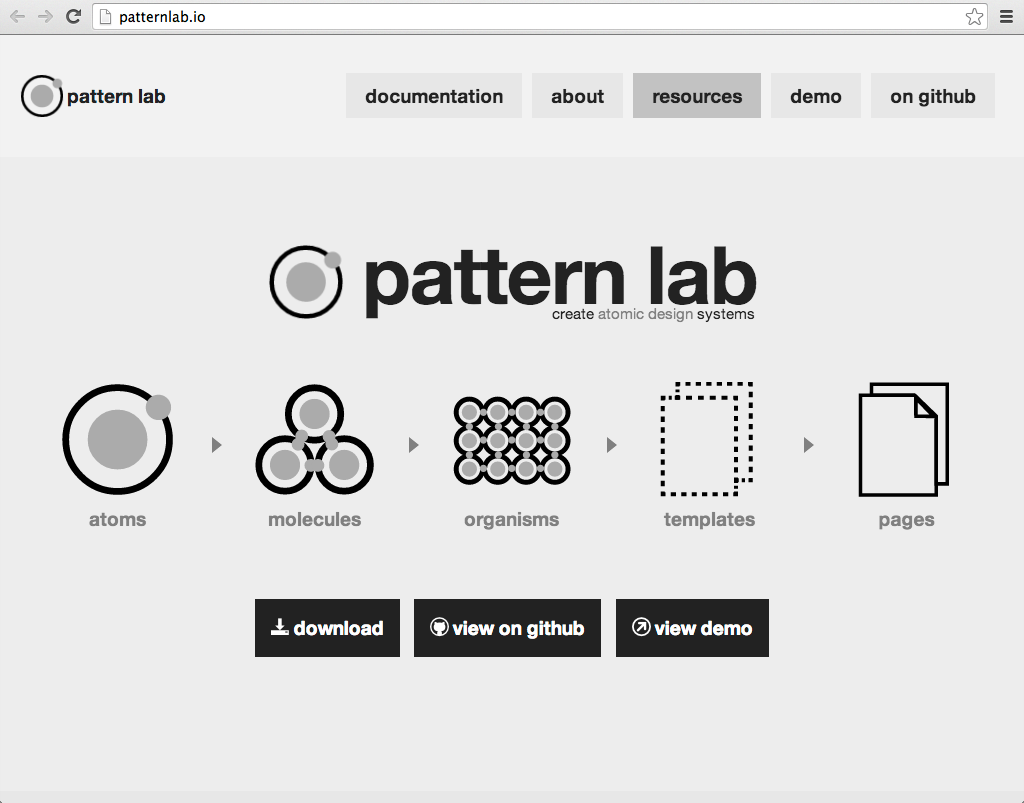 patternlab.io
pattern lab
documentation about resources demo on github
pattern lab
create atomic design systems
atoms molecules organisms templates pages
download view on github view demo